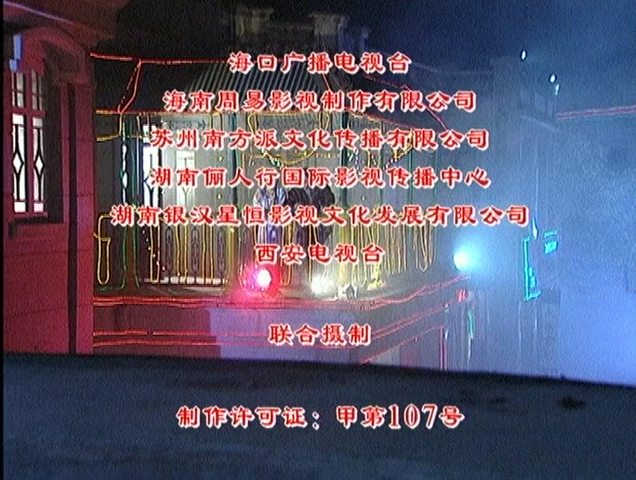 海口广播电视台
海南周易影视制作有限公司
苏州南方派文化传播有限公司
湖南俪人行国际影视传播中心
湖南银汉星恒影视文化发展有限公司
西安电视台
联合摄制
制作许可证：甲第107号